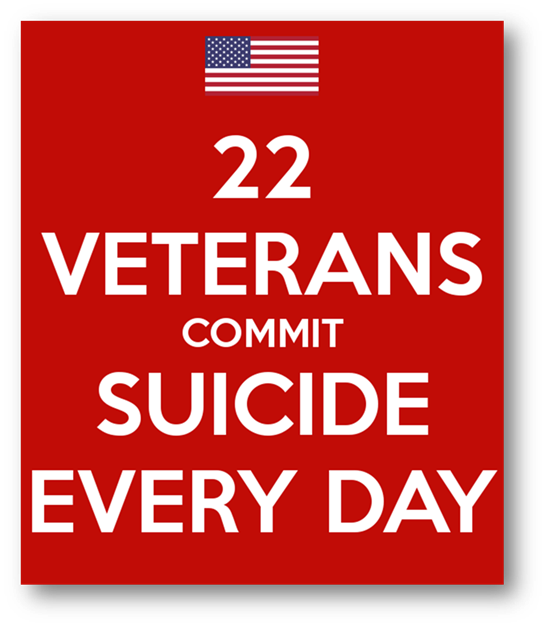 22
VETERANS
COMMIT
SUICIDE
EVERY DAY